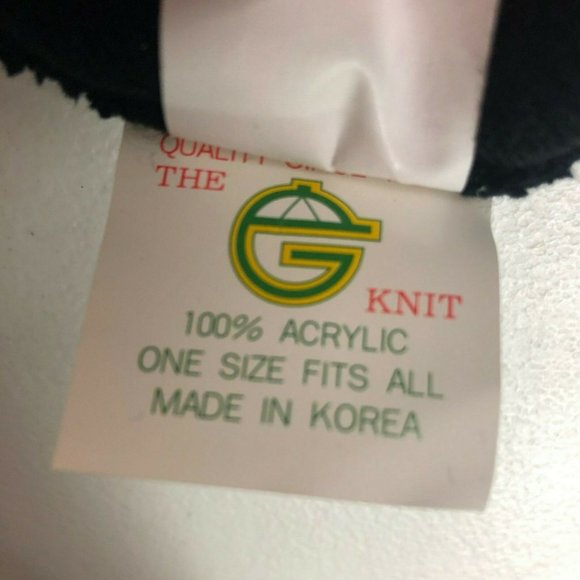 QUALITY
THE
G
KNIT
100% ACRYLIC
ONE SIZE FITS ALL
MADE IN KOREA